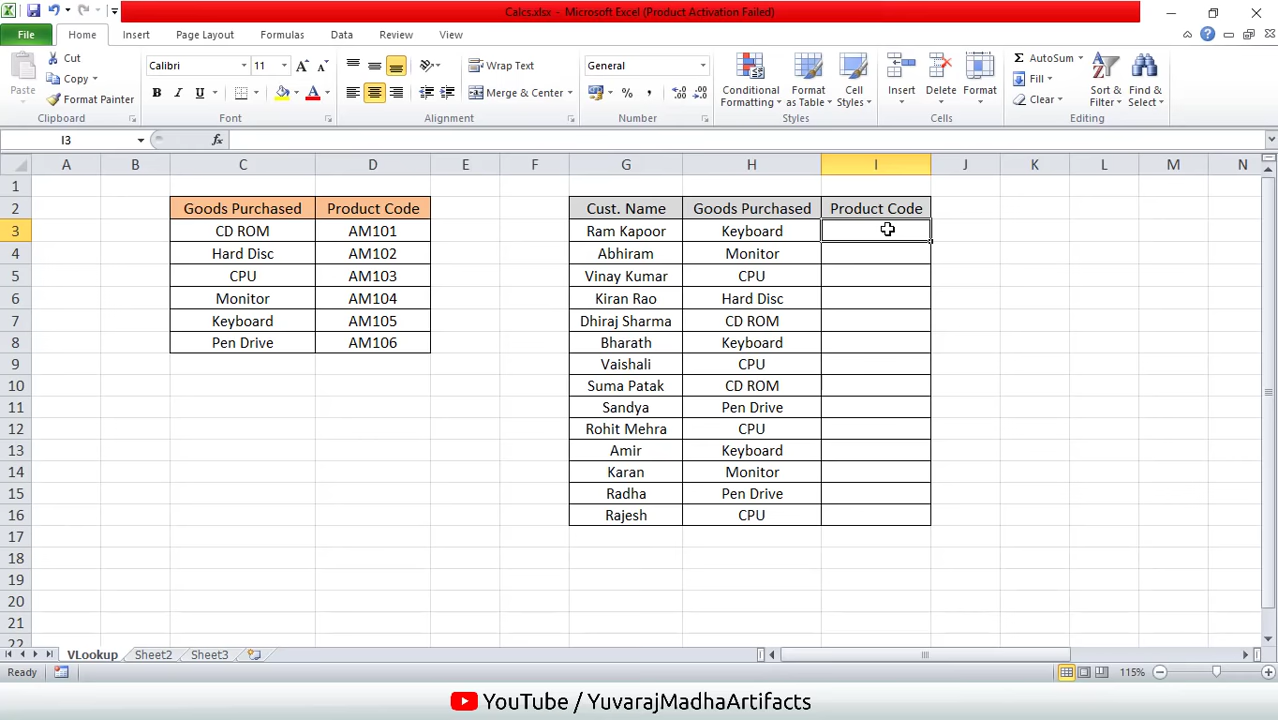 Calcs.xlsx - Microsoft Excel (Product Activation Failed)
File Home Insert Page Layout Formulas Data Review View
Paste Cut Copy Format Painter Clipboard
Calibri 11 A A B I U A Font
Wrap Text Merge & Center Alignment
General % , .0 .00 .00 .0 Number
Conditional Formatting Format as Table Cell Styles Styles
Insert Delete Format Cells
Σ AutoSum Fill Clear Sort & Filter Find & Select Editing
I3 fx
A B C D E F G H I J K L M N
1
2 Goods Purchased Product Code Cust. Name Goods Purchased Product Code
3 CD ROM AM101 Ram Kapoor Keyboard
4 Hard Disc AM102 Abhiram Monitor
5 CPU AM103 Vinay Kumar CPU
6 Monitor AM104 Kiran Rao Hard Disc
7 Keyboard AM105 Dhiraj Sharma CD ROM
8 Pen Drive AM106 Bharath Keyboard
9 Vaishali CPU
10 Suma Patak CD ROM
11 Sandya Pen Drive
12 Rohit Mehra CPU
13 Amir Keyboard
14 Karan Monitor
15 Radha Pen Drive
16 Rajesh CPU
17
18
19
20
21
22
VLookup Sheet2 Sheet3
Ready 115%
YouTube / YuvarajMadhaArtifacts